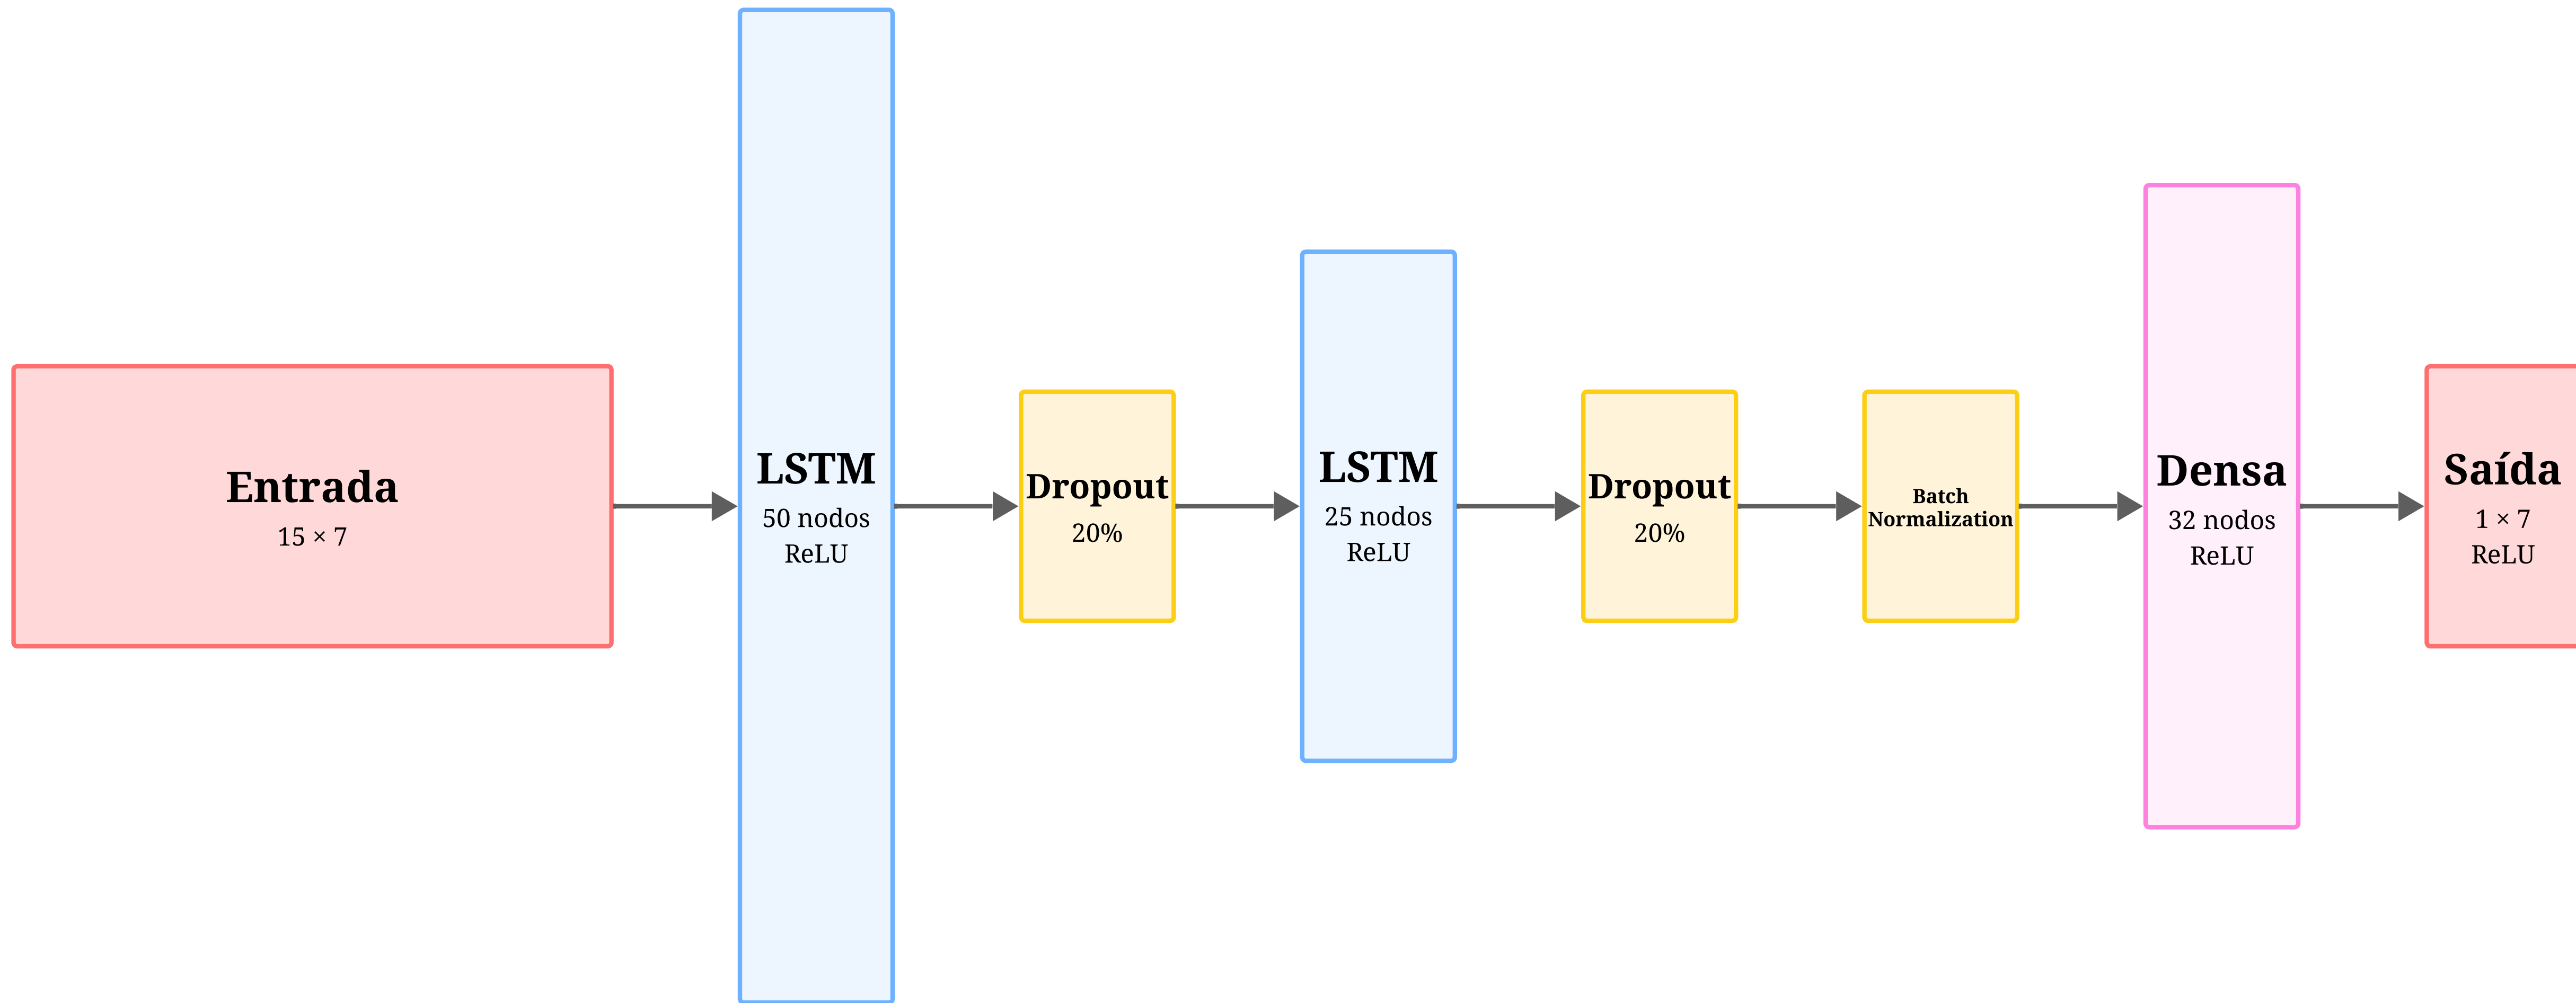 Entrada
15 × 7
LSTM
50 nodos
ReLU
Dropout
20%
LSTM
25 nodos
ReLU
Dropout
20%
Batch
Normalization
Densa
32 nodos
ReLU
Saída
1 × 7
ReLU